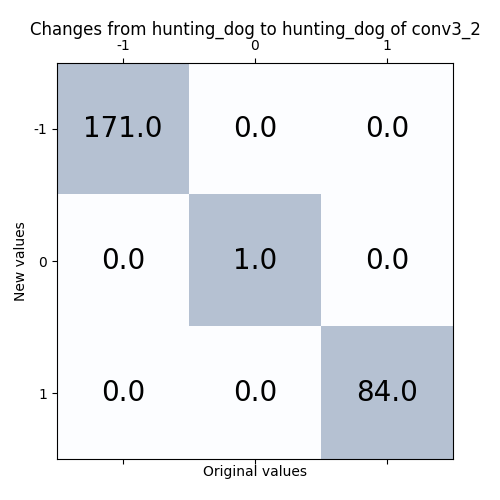 Changes from hunting_dog to hunting_dog of conv3_2
-1 0 1
-1 171.0 0.0 0.0
New values
0 0.0 1.0 0.0
1 0.0 0.0 84.0
Original values